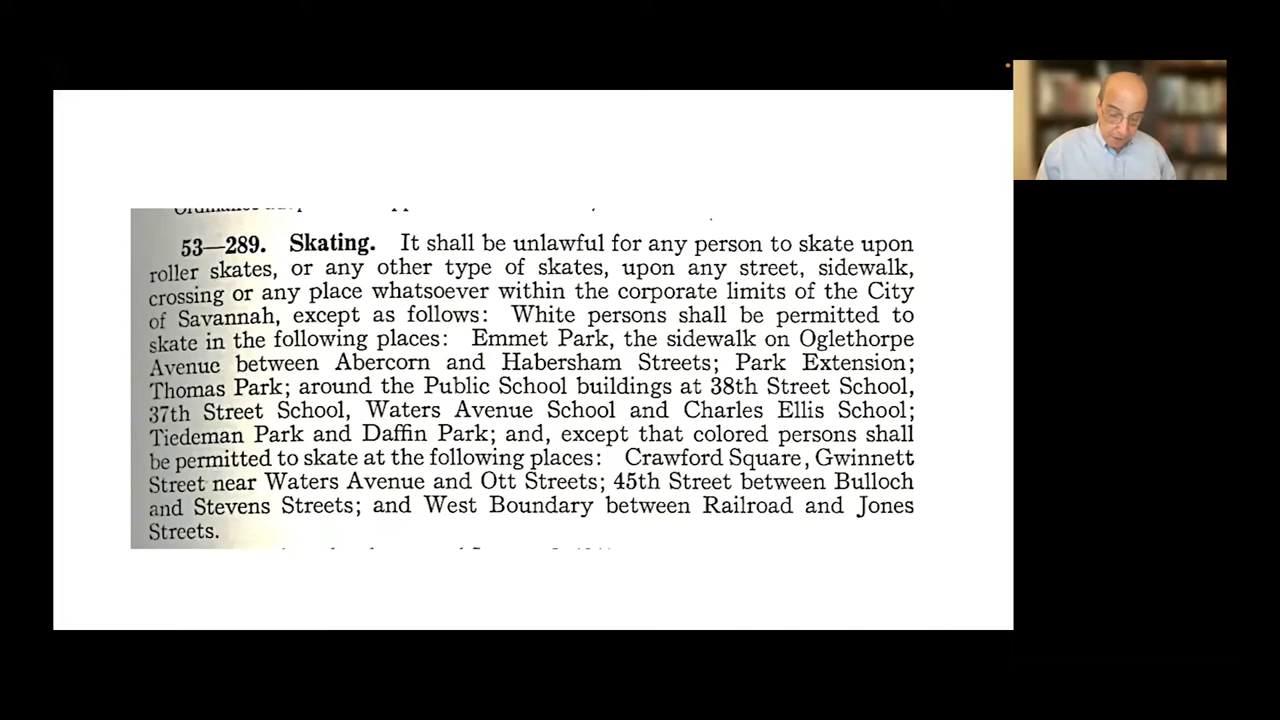 53—289. Skating. It shall be unlawful for any person to skate upon
roller skates, or any other type of skates, upon any street, sidewalk,
crossing or any place whatsoever within the corporate limits of the City
of Savannah, except as follows: White persons shall be permitted to
skate in the following places: Emmet Park, the sidewalk on Oglethorpe
Avenue between Abercorn and Habersham Streets; Park Extension;
Thomas Park; around the Public School buildings at 38th Street School,
37th Street School, Waters Avenue School and Charles Ellis School;
Tiedeman Park and Daffin Park; and, except that colored persons shall
be permitted to skate at the following places: Crawford Square, Gwinnett
Street near Waters Avenue and Ott Streets; 45th Street between Bulloch
and Stevens Streets; and West Boundary between Railroad and Jones
Streets.